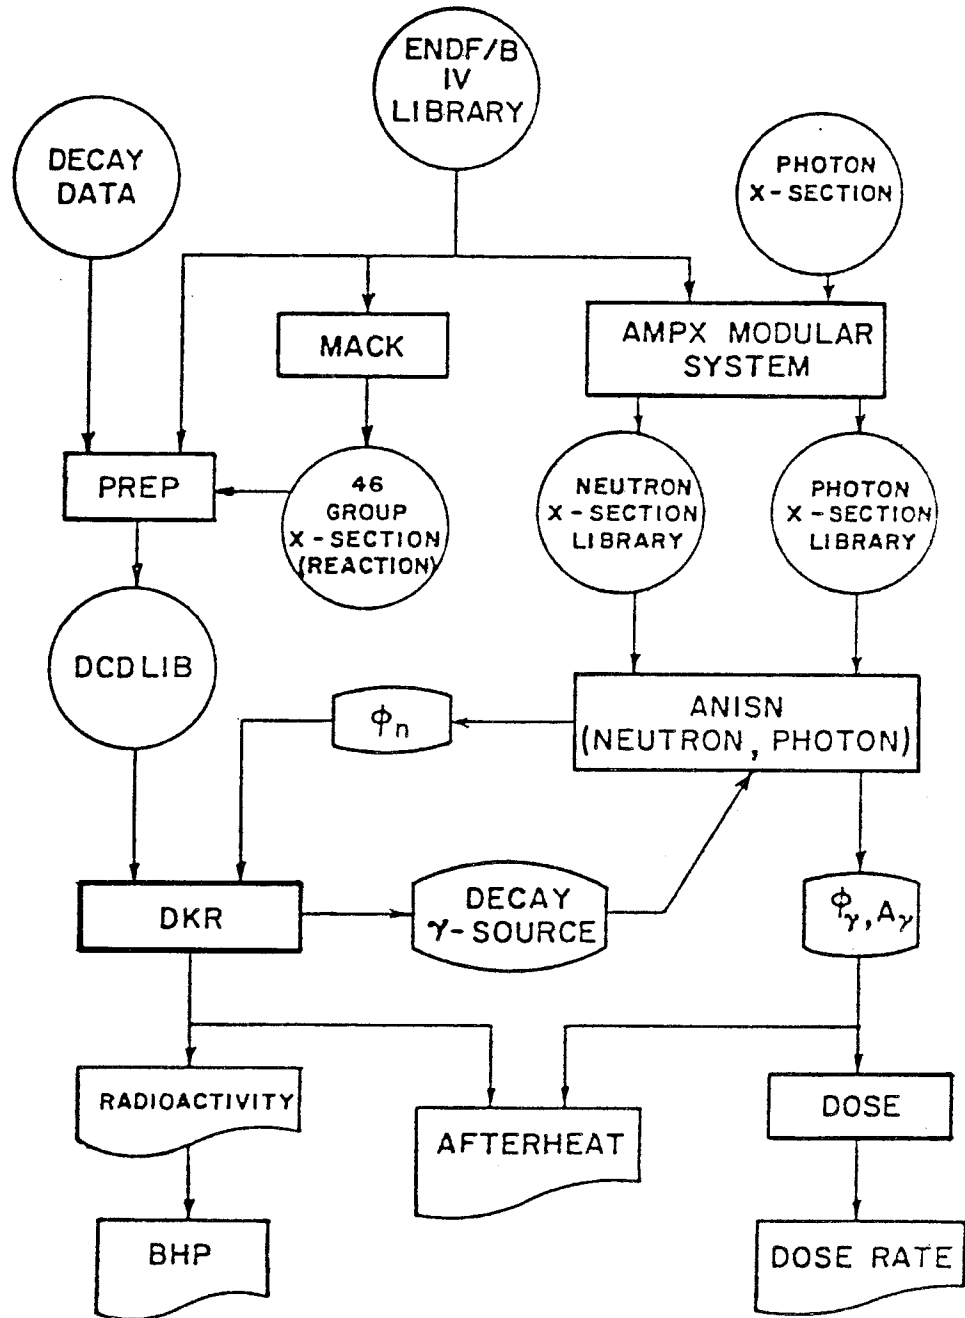 ENDF/B
IV
LIBRARY
DECAY
DATA
PHOTON
X-SECTION
MACK
AMPX MODULAR
SYSTEM
PREP
46
GROUP
X-SECTION
(REACTION)
NEUTRON
X-SECTION
LIBRARY
PHOTON
X-SECTION
LIBRARY
DCDLIB
ϕn
ANISN
(NEUTRON, PHOTON)
DKR
DECAY
γ-SOURCE
ϕγ, Aγ
RADIOACTIVITY
AFTERHEAT
DOSE
BHP
DOSE RATE